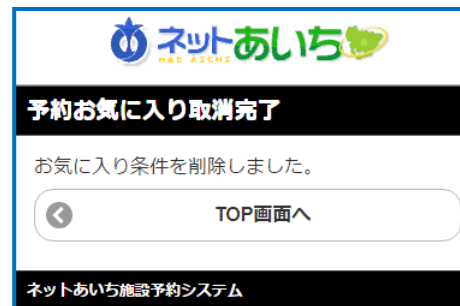 ネットあいち
net AICHI
予約お気に入り取消完了
お気に入り条件を削除しました。
TOP画面へ
ネットあいち施設予約システム